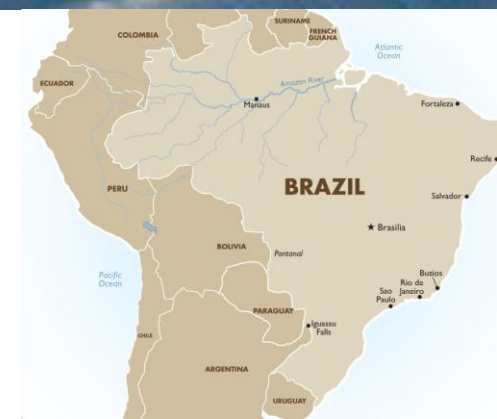 SURINAME
COLOMBIA
FRENCH
GUIANA
Atlantic
Ocean
ECUADOR
Amazon River
Manaus
Fortaleza
Recife
PERU
BRAZIL
Salvador
Brasilia
BOLIVIA
Pantanal
Pacific
Ocean
Buzios
Rio de
Janeiro
Sao
Paulo
PARAGUAY
Iguassu
Falls
CHILE
ARGENTINA
URUGUAY